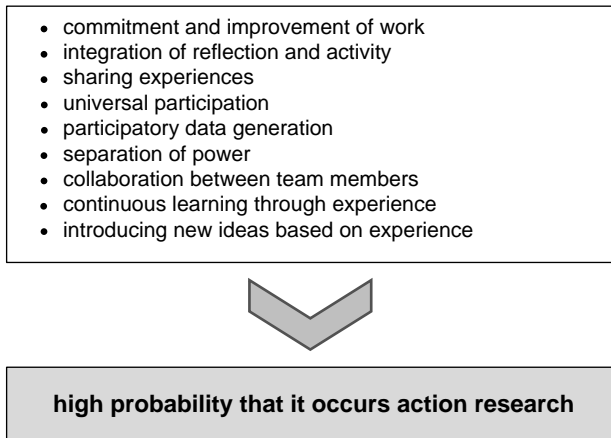 • commitment and improvement of work
• integration of reflection and activity
• sharing experiences
• universal participation
• participatory data generation
• separation of power
• collaboration between team members
• continuous learning through experience
• introducing new ideas based on experience
high probability that it occurs action research